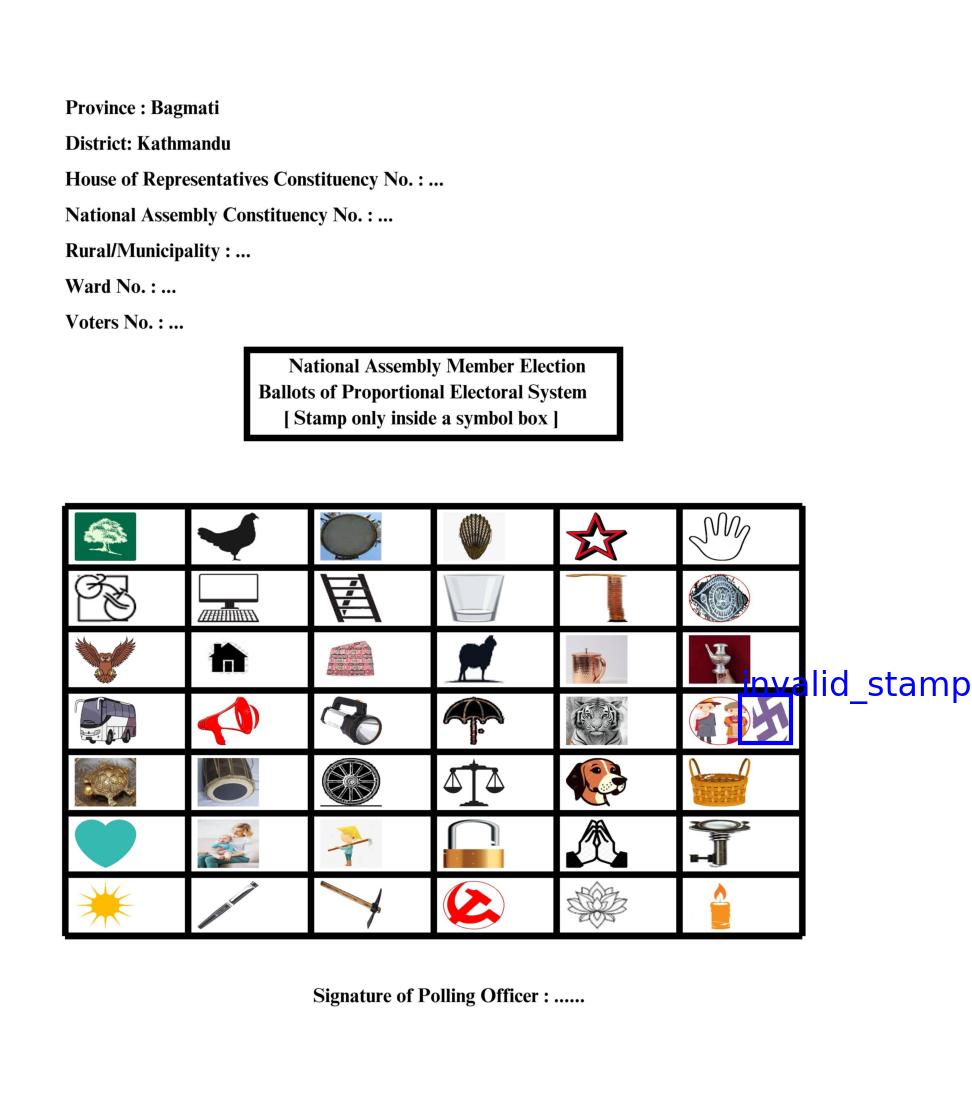 Province : Bagmati
District: Kathmandu
House of Representatives Constituency No. : ...
National Assembly Constituency No. : ...
Rural/Municipality : ...
Ward No. : ...
Voters No. : ...
National Assembly Member Election
Ballots of Proportional Electoral System
[ Stamp only inside a symbol box ]
invalid_stamp
Signature of Polling Officer : ......